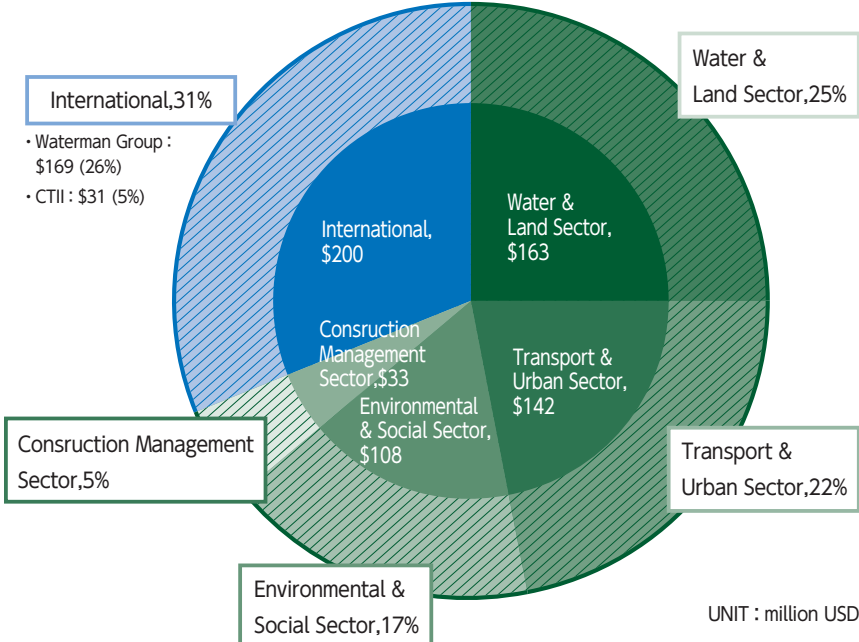 International,31%
・Waterman Group :
$169 (26%)
・CTII : $31 (5%)
Water &
Land Sector,25%
International,
$200
Water &
Land Sector,
$163
Consruction
Management
Sector,$33
Transport &
Urban Sector,
$142
Environmental
& Social Sector,
$108
Consruction Management
Sector,5%
Transport &
Urban Sector,22%
Environmental &
Social Sector,17%
UNIT : million USD